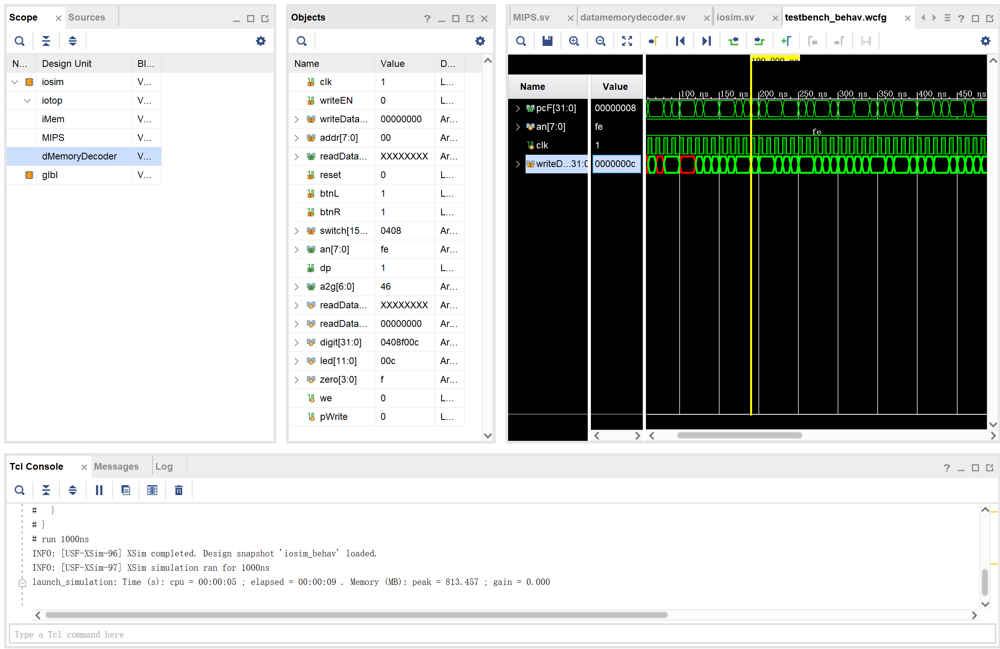 Scope
Sources
N...
Design Unit
Bl...
iosim
V...
iotop
V...
iMem
V...
MIPS
V...
dMemoryDecoder
V...
glbl
V...
Objects
?
Name
Value
D...
clk
1
L...
writeEN
0
L...
writeData...
00000000
Ar...
addr[7:0]
00
Ar...
readData...
XXXXXXXX
Ar...
reset
0
L...
btnL
1
L...
btnR
1
L...
switch[15...
0408
Ar...
an[7:0]
fe
Ar...
dp
1
L...
a2g[6:0]
46
Ar...
readData...
XXXXXXXX
Ar...
readData...
00000000
Ar...
digit[31:0]
0408f00c
Ar...
led[11:0]
00c
Ar...
zero[3:0]
f
Ar...
we
0
L...
pWrite
0
L...
MIPS.sv
datamemorydecoder.sv
iosim.sv
testbench_behav.wcfg
?
190.000 ns
Name
Value
100 ns
150 ns
200 ns
250 ns
300 ns
350 ns
400 ns
450 ns
pcF[31:0]
00000008
an[7:0]
fe
fe
clk
1
writeD...31:0
0000000c
Tcl Console
Messages
Log
?
#   }
# }
# run 1000ns
INFO: [USF-XSim-96] XSim completed. Design snapshot 'iosim_behav' loaded.
INFO: [USF-XSim-97] XSim simulation ran for 1000ns
launch_simulation: Time (s): cpu = 00:00:05 ; elapsed = 00:00:09 . Memory (MB): peak = 813.457 ; gain = 0.000
Type a Tcl command here